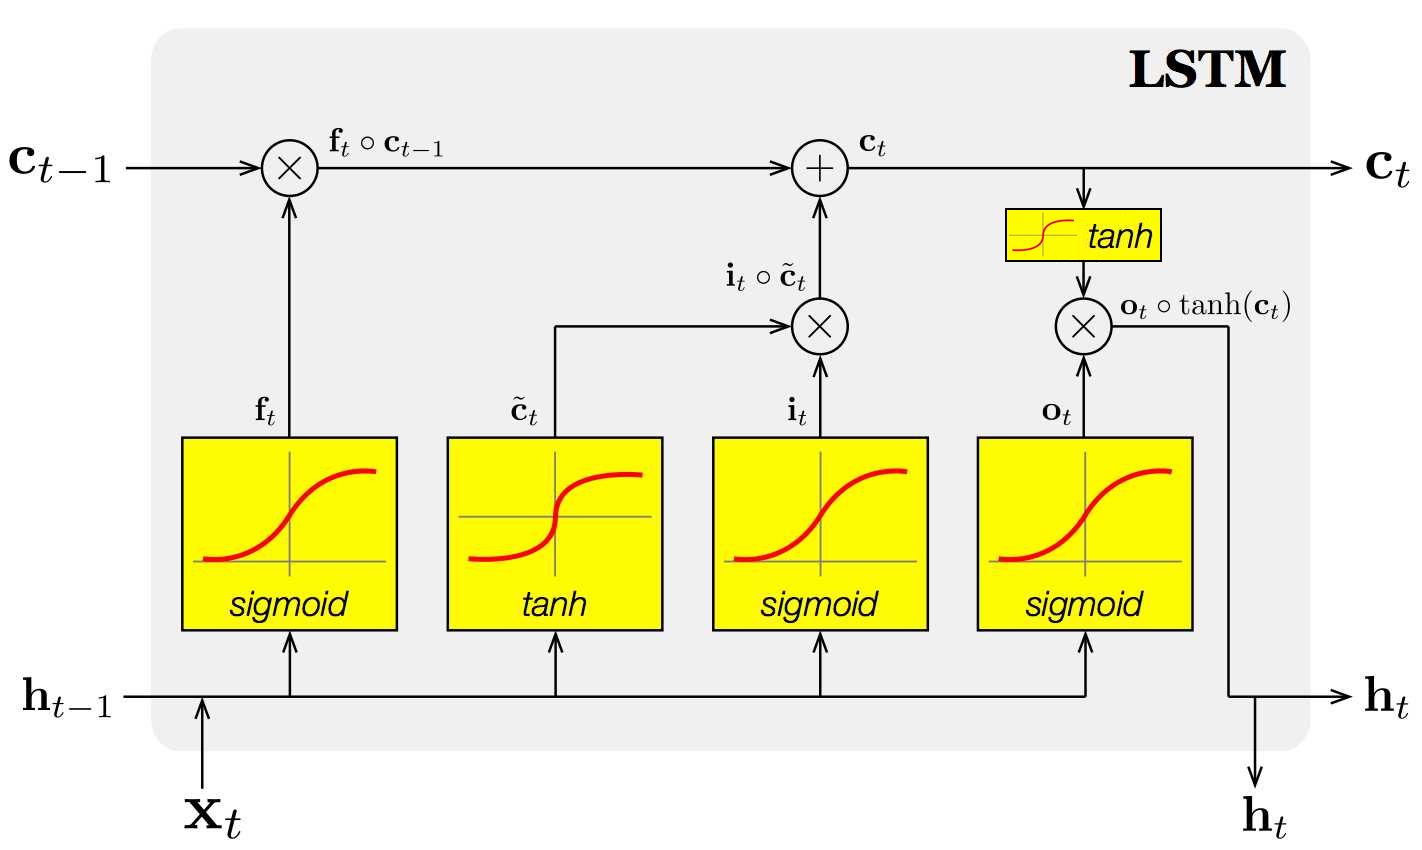 LSTM
c_{t−1}
f_t ∘ c_{t−1}
c_t
c_t
tanh
i_t ∘ c̃_t
o_t ∘ tanh(c_t)
f_t
c̃_t
i_t
o_t
sigmoid
tanh
sigmoid
sigmoid
h_{t−1}
h_t
x_t
h_t